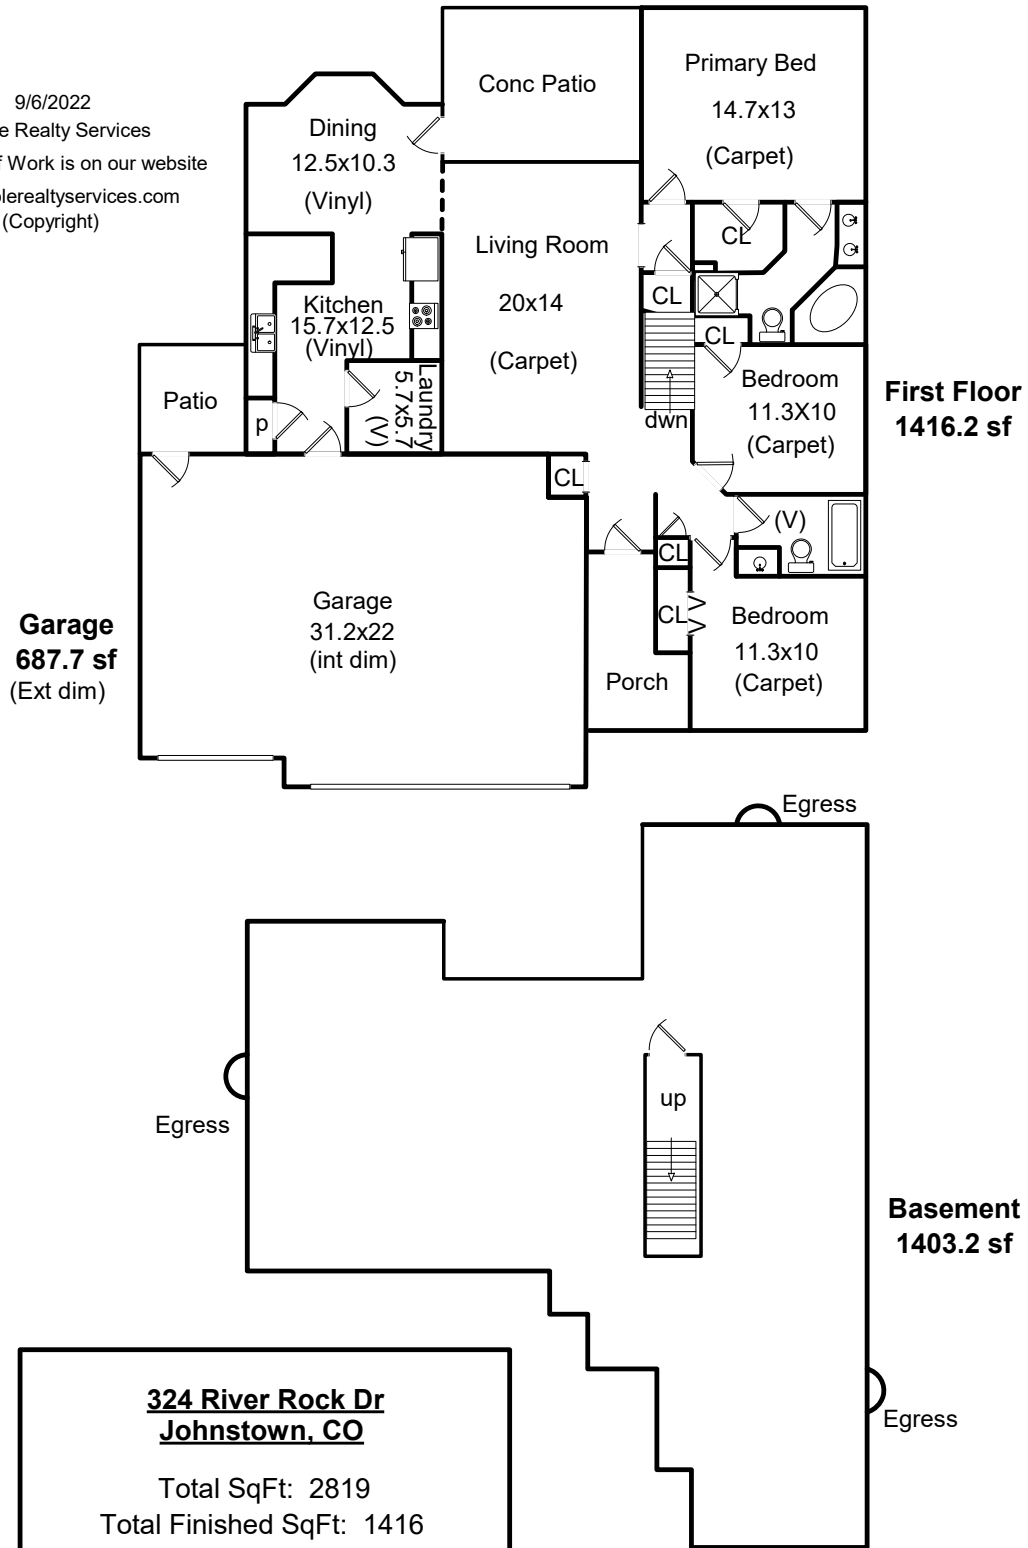 9/6/2022
e Realty Services
f Work is on our website
lerealtyservices.com
(Copyright)
Conc Patio
Primary Bed
14.7x13
(Carpet)
Dining
12.5x10.3
(Vinyl)
Living Room
20x14
(Carpet)
CL
CL
CL
Kitchen
15.7x12.5
(Vinyl)
Laundry
5.7x5.7
(V)
Patio
p
dwn
Bedroom
11.3X10
(Carpet)
First Floor
1416.2 sf
CL
(V)
CL
CL
Bedroom
11.3x10
(Carpet)
Garage
31.2x22
(int dim)
Porch
Garage
687.7 sf
(Ext dim)
Egress
up
Egress
Basement
1403.2 sf
Egress
324 River Rock Dr
Johnstown, CO
Total SqFt: 2819
Total Finished SqFt: 1416